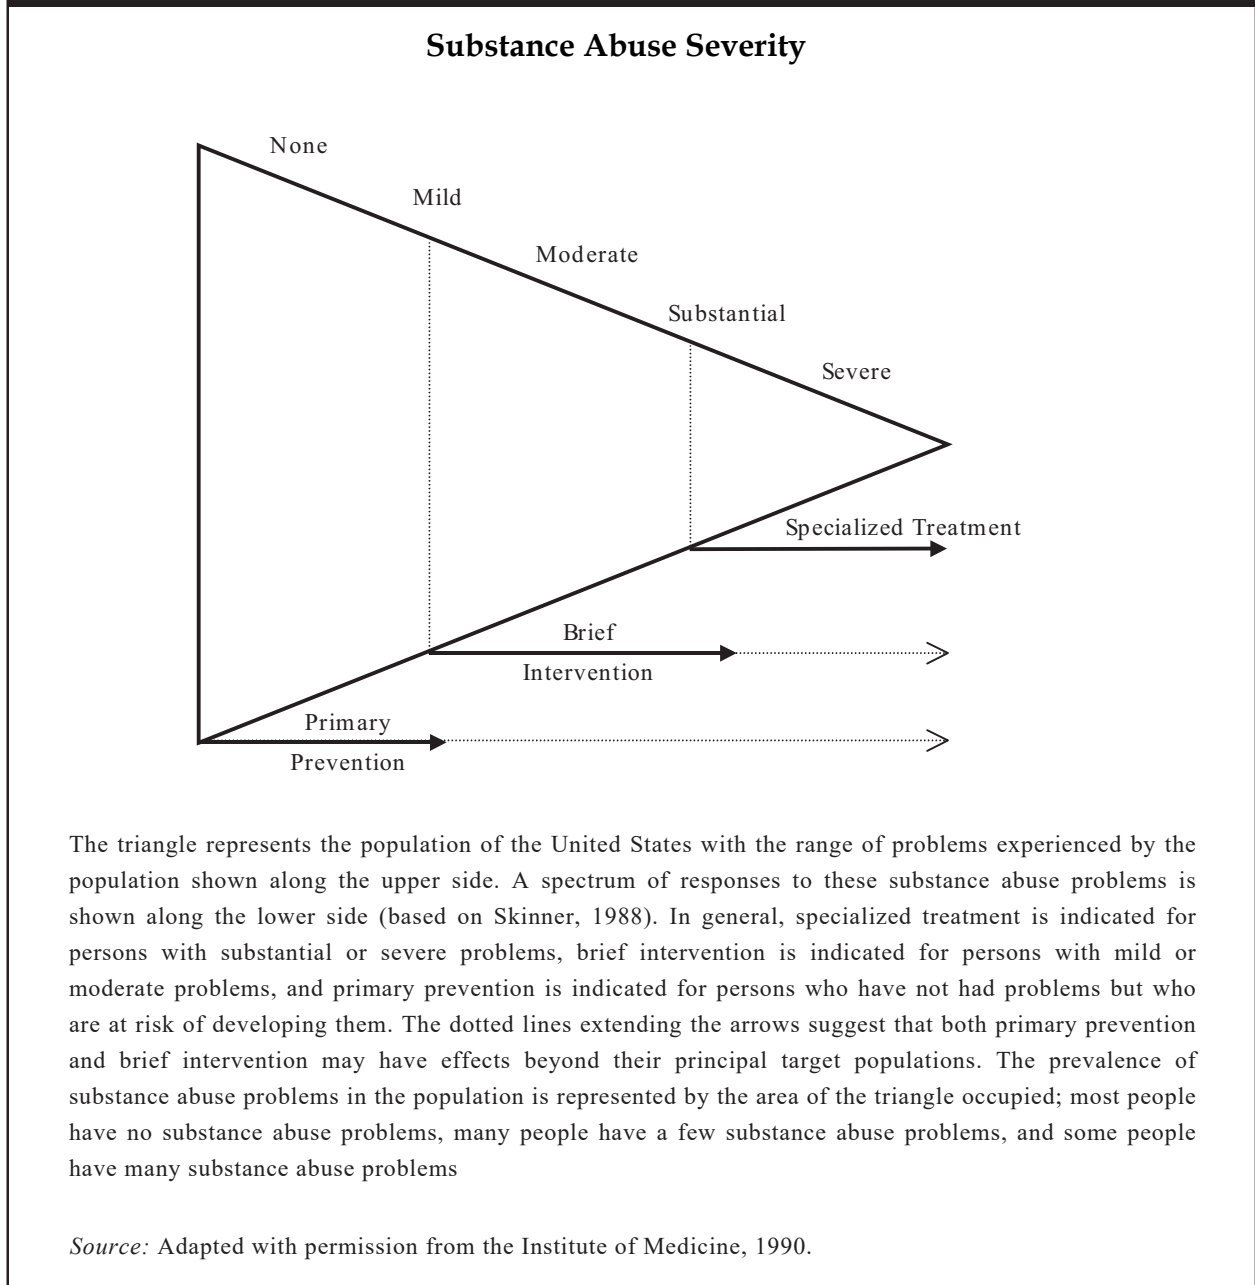 Substance Abuse Severity
None
Mild
Moderate
Substantial
Severe
Specialized Treatment
Brief
Intervention
Primary
Prevention
The triangle represents the population of the United States with the range of problems experienced by the
population shown along the upper side. A spectrum of responses to these substance abuse problems is
shown along the lower side (based on Skinner, 1988). In general, specialized treatment is indicated for
persons with substantial or severe problems, brief intervention is indicated for persons with mild or
moderate problems, and primary prevention is indicated for persons who have not had problems but who
are at risk of developing them. The dotted lines extending the arrows suggest that both primary prevention
and brief intervention may have effects beyond their principal target populations. The prevalence of
substance abuse problems in the population is represented by the area of the triangle occupied; most people
have no substance abuse problems, many people have a few substance abuse problems, and some people
have many substance abuse problems
Source: Adapted with permission from the Institute of Medicine, 1990.